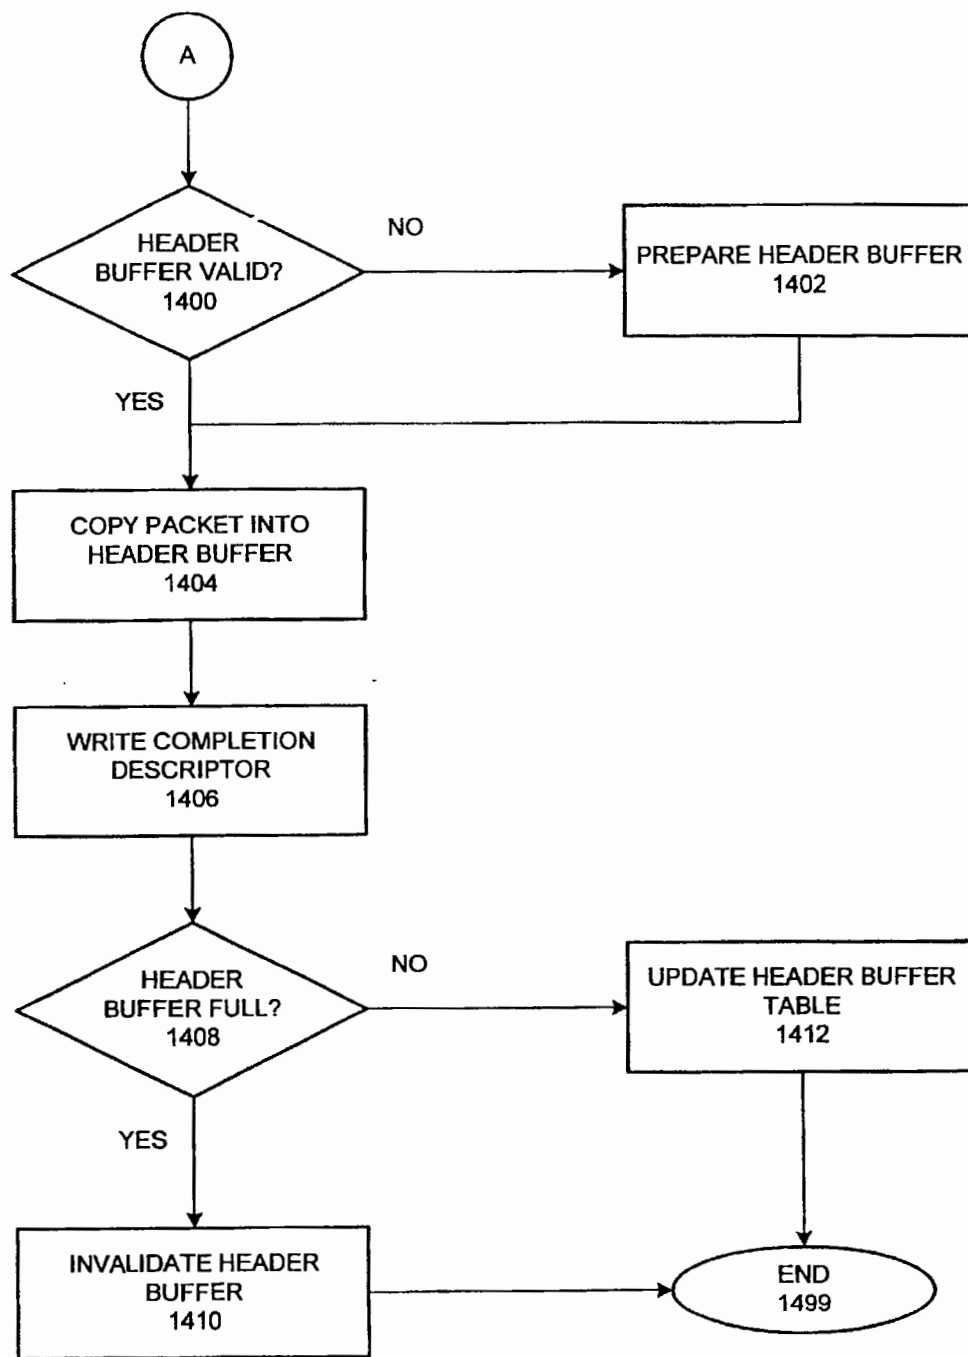 A
HEADER
BUFFER VALID?
1400
NO
PREPARE HEADER BUFFER
1402
YES
COPY PACKET INTO
HEADER BUFFER
1404
WRITE COMPLETION
DESCRIPTOR
1406
HEADER
BUFFER FULL?
1408
NO
UPDATE HEADER BUFFER
TABLE
1412
YES
INVALIDATE HEADER
BUFFER
1410
END
1499